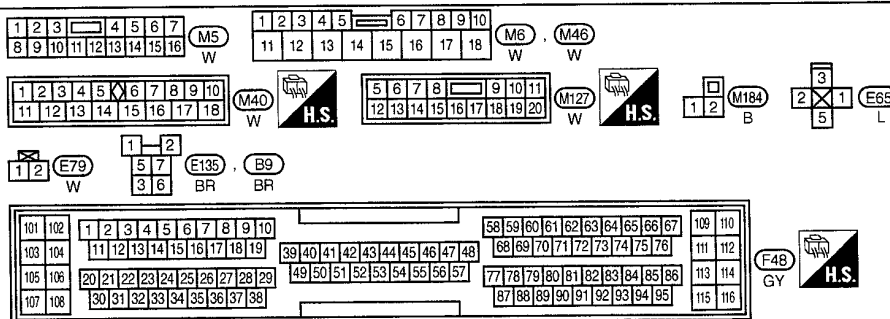 1 2 3 4 5 6 7
8 9 10 11 12 13 14 15 16
M5
W
1 2 3 4 5 6 7 8 9 10
11 12 13 14 15 16 17 18
M6 , M46
W W
1 2 3 4 5 6 7 8 9 10
11 12 13 14 15 16 17 18
M40
W
H.S.
5 6 7 8 9 10 11
12 13 14 15 16 17 18 19 20
M127
W
H.S.
1 2
M184
B
3
2 1
5
E65
L
1 2
E79
W
1 2
5 7
3 6
E135 , B9
BR BR
101 102
103 104
105 106
107 108
1 2 3 4 5 6 7 8 9 10
11 12 13 14 15 16 17 18 19
20 21 22 23 24 25 26 27 28 29
30 31 32 33 34 35 36 37 38
39 40 41 42 43 44 45 46 47 48
49 50 51 52 53 54 55 56 57
58 59 60 61 62 63 64 65 66 67
68 69 70 71 72 73 74 75 76
77 78 79 80 81 82 83 84 85 86
87 88 89 90 91 92 93 94 95
109 110
111 112
113 114
115 116
F48
GY
H.S.